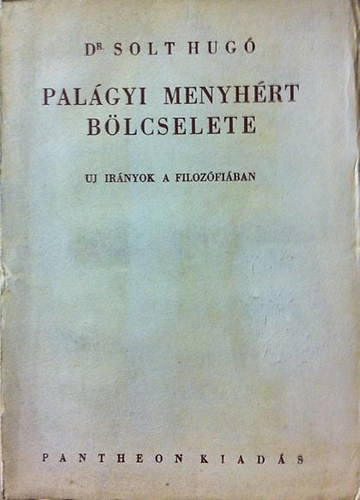 DR. SOLT HUGÓ
PALÁGYI MENYHÉRT
BÖLCSELETE
UJ IRÁNYOK A FILOZÓFIÁBAN
PANTHEON KIADÁS